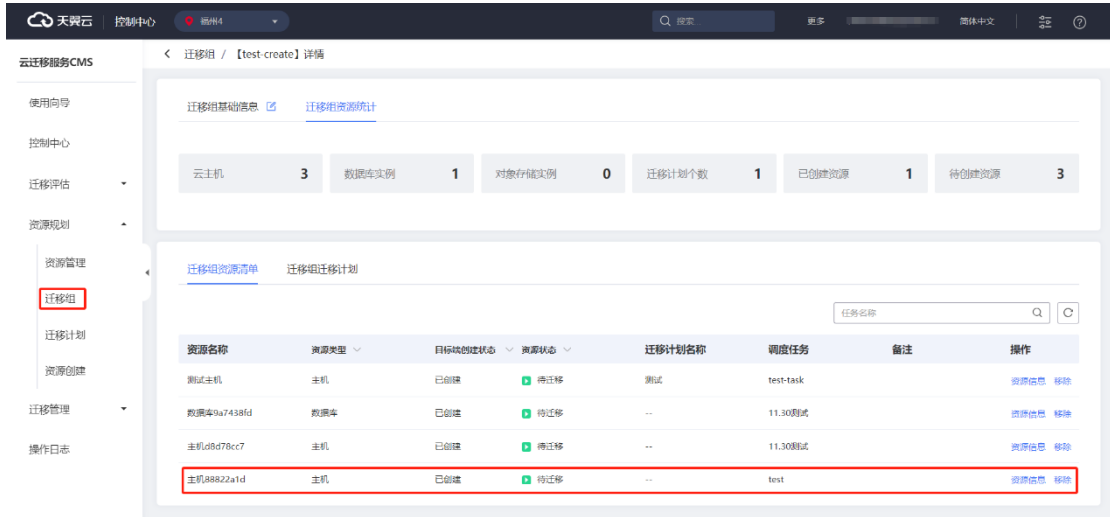 天翼云 控制中心 福州4 搜索 更多 简体中文
云迁移服务CMS
迁移组 / 【test-create】详情
使用向导
迁移组基础信息 迁移组资源统计
控制中心
云主机 3 数据库实例 1 对象存储实例 0 迁移计划个数 1 已创建资源 1 待创建资源 3
迁移评估
资源规划
资源管理
迁移组资源清单 迁移组迁移计划
迁移组
任务名称
迁移计划
资源名称 资源类型 目标端创建状态 资源状态 迁移计划名称 调度任务 备注 操作
资源创建
测试主机 主机 已创建 待迁移 测试 test-task 资源信息 移除
迁移管理
数据库9a7438fd 数据库 已创建 待迁移 -- 11.30测试 资源信息 移除
操作日志
主机d8d78cc7 主机 已创建 待迁移 -- 11.30测试 资源信息 移除
主机88822a1d 主机 已创建 待迁移 -- test 资源信息 移除